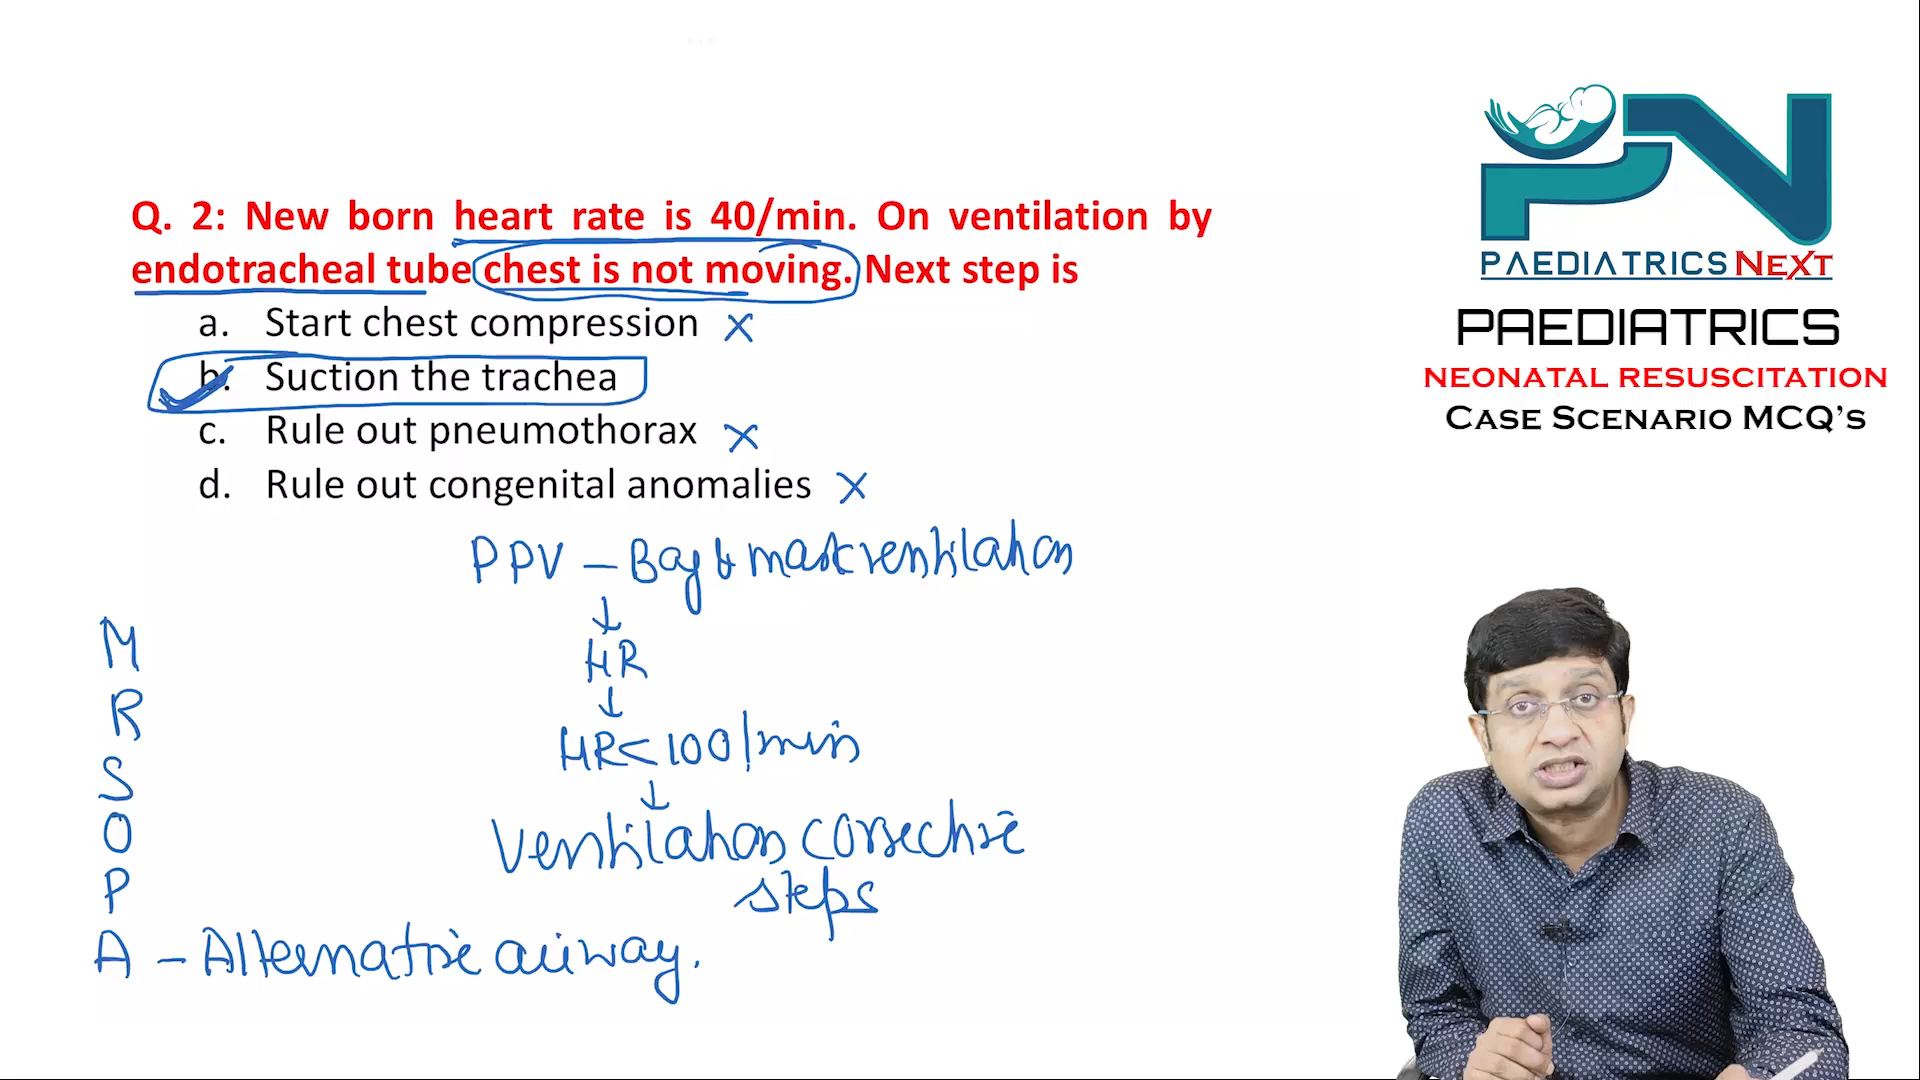 Q. 2: New born heart rate is 40/min. On ventilation by
endotracheal tube chest is not moving. Next step is
a. Start chest compression x
b. Suction the trachea
c. Rule out pneumothorax x
d. Rule out congenital anomalies x
PPV – Bag & mask ventilation
↓
HR
↓
HR < 100/min
↓
Ventilation corrective
steps
M
R
S
O
P
A – Alternative airway.
PN
PAEDIATRICS NEXT
PAEDIATRICS
NEONATAL RESUSCITATION
CASE SCENARIO MCQ'S